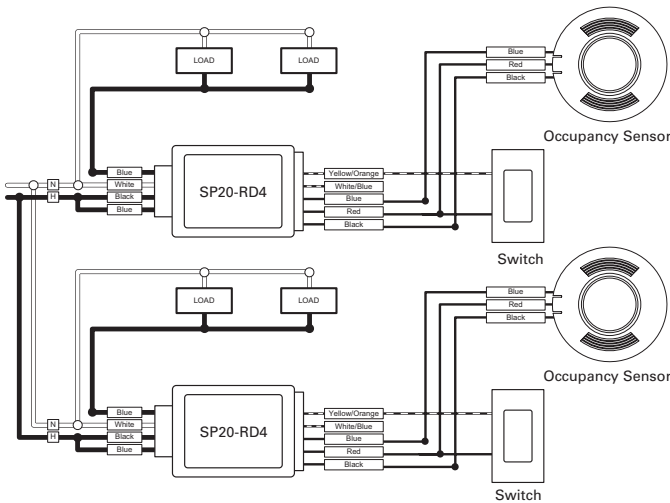 LOAD
LOAD
Blue
Red
Black
Occupancy Sensor
Blue
N
White
H
Black
Blue
SP20-RD4
Yellow/Orange
White/Blue
Blue
Red
Black
Switch
LOAD
LOAD
Blue
Red
Black
Occupancy Sensor
Blue
N
White
H
Black
Blue
SP20-RD4
Yellow/Orange
White/Blue
Blue
Red
Black
Switch